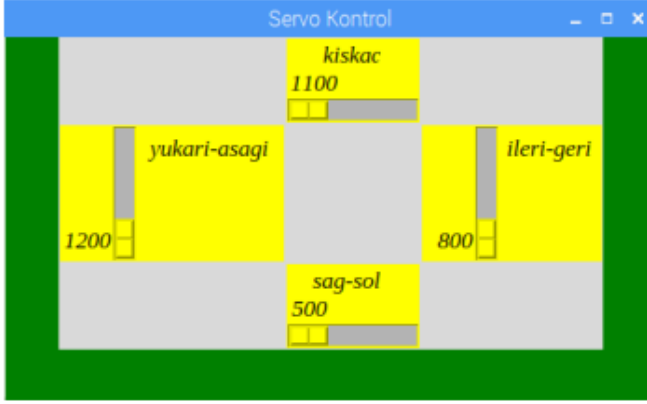 Servo Kontrol
kiskac
1100
yukari-asagi
1200
ileri-geri
800
sag-sol
500